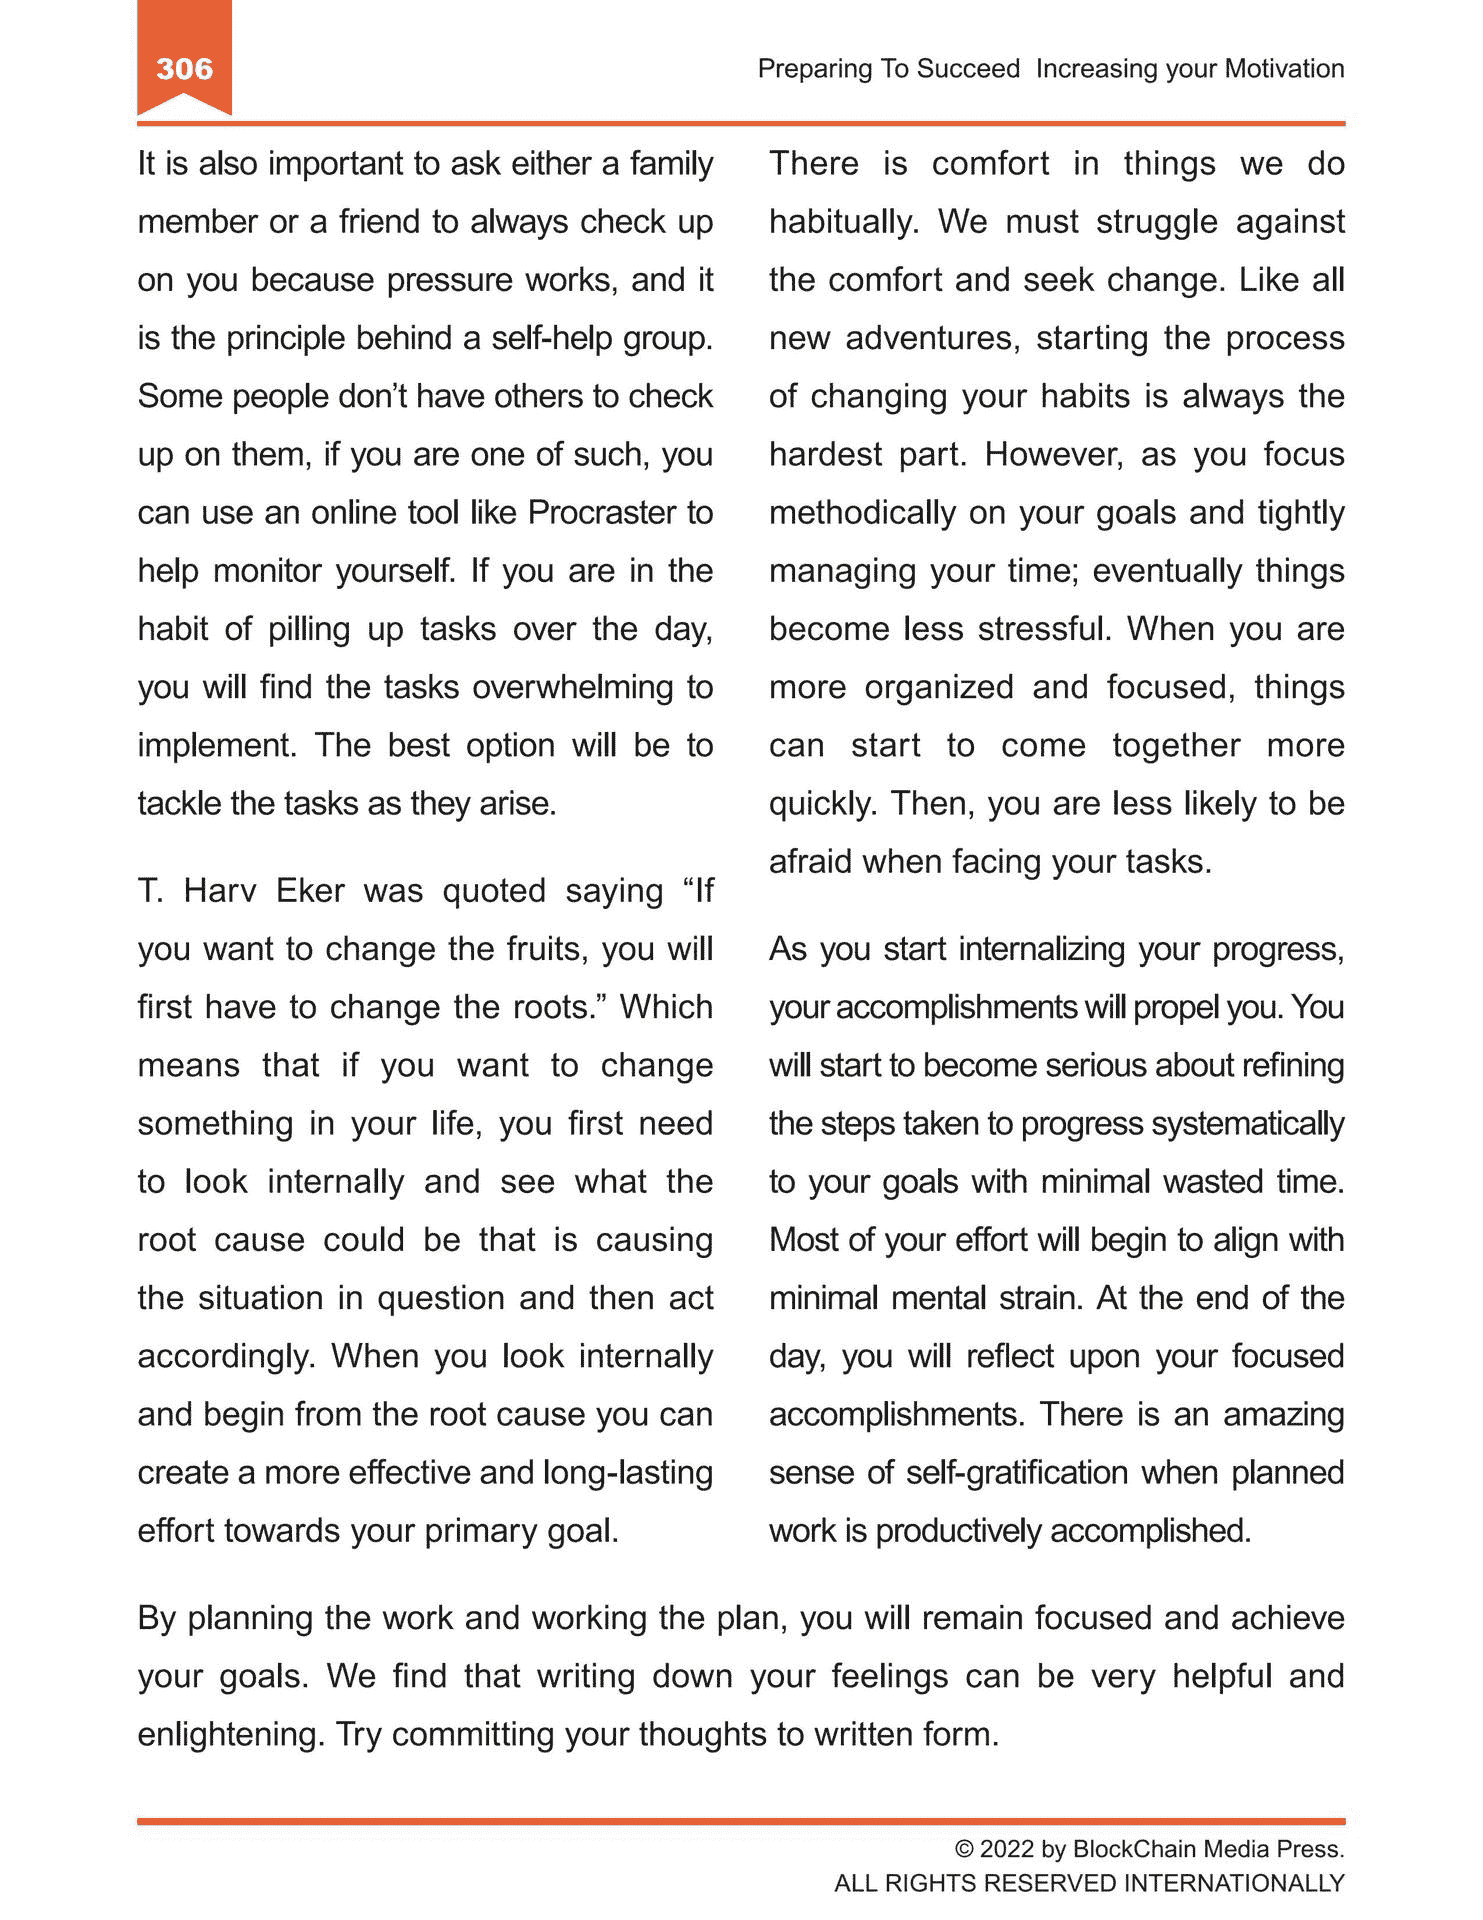 306
Preparing To Succeed Increasing your Motivation
It is also important to ask either a family
member or a friend to always check up
on you because pressure works, and it
is the principle behind a self-help group.
Some people don’t have others to check
up on them, if you are one of such, you
can use an online tool like Procraster to
help monitor yourself. If you are in the
habit of pilling up tasks over the day,
you will find the tasks overwhelming to
implement. The best option will be to
tackle the tasks as they arise.
T. Harv Eker was quoted saying “If
you want to change the fruits, you will
first have to change the roots.” Which
means that if you want to change
something in your life, you first need
to look internally and see what the
root cause could be that is causing
the situation in question and then act
accordingly. When you look internally
and begin from the root cause you can
create a more effective and long-lasting
effort towards your primary goal.
There is comfort in things we do
habitually. We must struggle against
the comfort and seek change. Like all
new adventures, starting the process
of changing your habits is always the
hardest part. However, as you focus
methodically on your goals and tightly
managing your time; eventually things
become less stressful. When you are
more organized and focused, things
can start to come together more
quickly. Then, you are less likely to be
afraid when facing your tasks.
As you start internalizing your progress,
your accomplishments will propel you. You
will start to become serious about refining
the steps taken to progress systematically
to your goals with minimal wasted time.
Most of your effort will begin to align with
minimal mental strain. At the end of the
day, you will reflect upon your focused
accomplishments. There is an amazing
sense of self-gratification when planned
work is productively accomplished.
By planning the work and working the plan, you will remain focused and achieve
your goals. We find that writing down your feelings can be very helpful and
enlightening. Try committing your thoughts to written form.
© 2022 by BlockChain Media Press.
ALL RIGHTS RESERVED INTERNATIONALLY